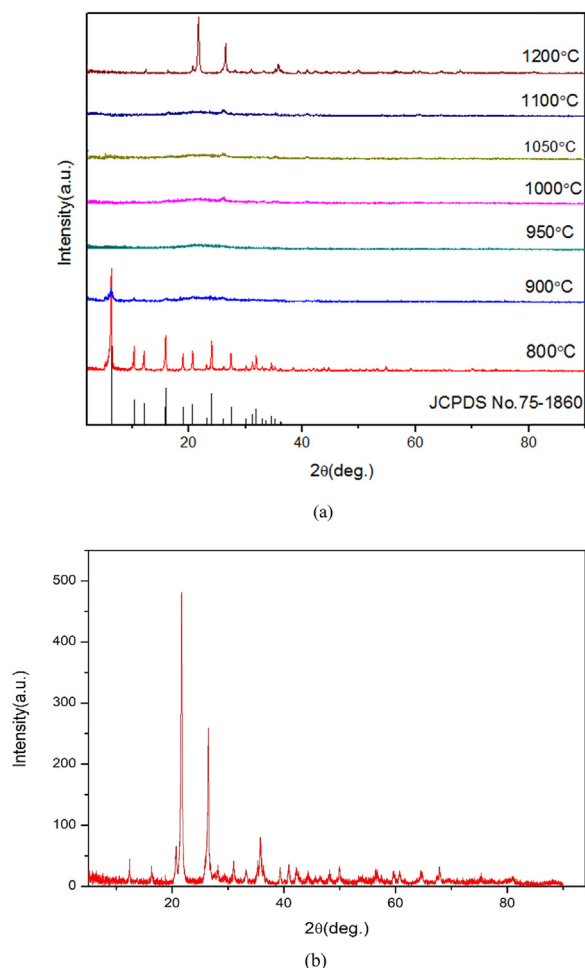 1200°C
1100°C
1050°C
1000°C
950°C
900°C
800°C
JCPDS No.75-1860
Intensity(a.u.)
20 40 60 80
2θ(deg.)
(a)
500
400
300
200
100
0
Intensity(a.u.)
20 40 60 80
2θ(deg.)
(b)